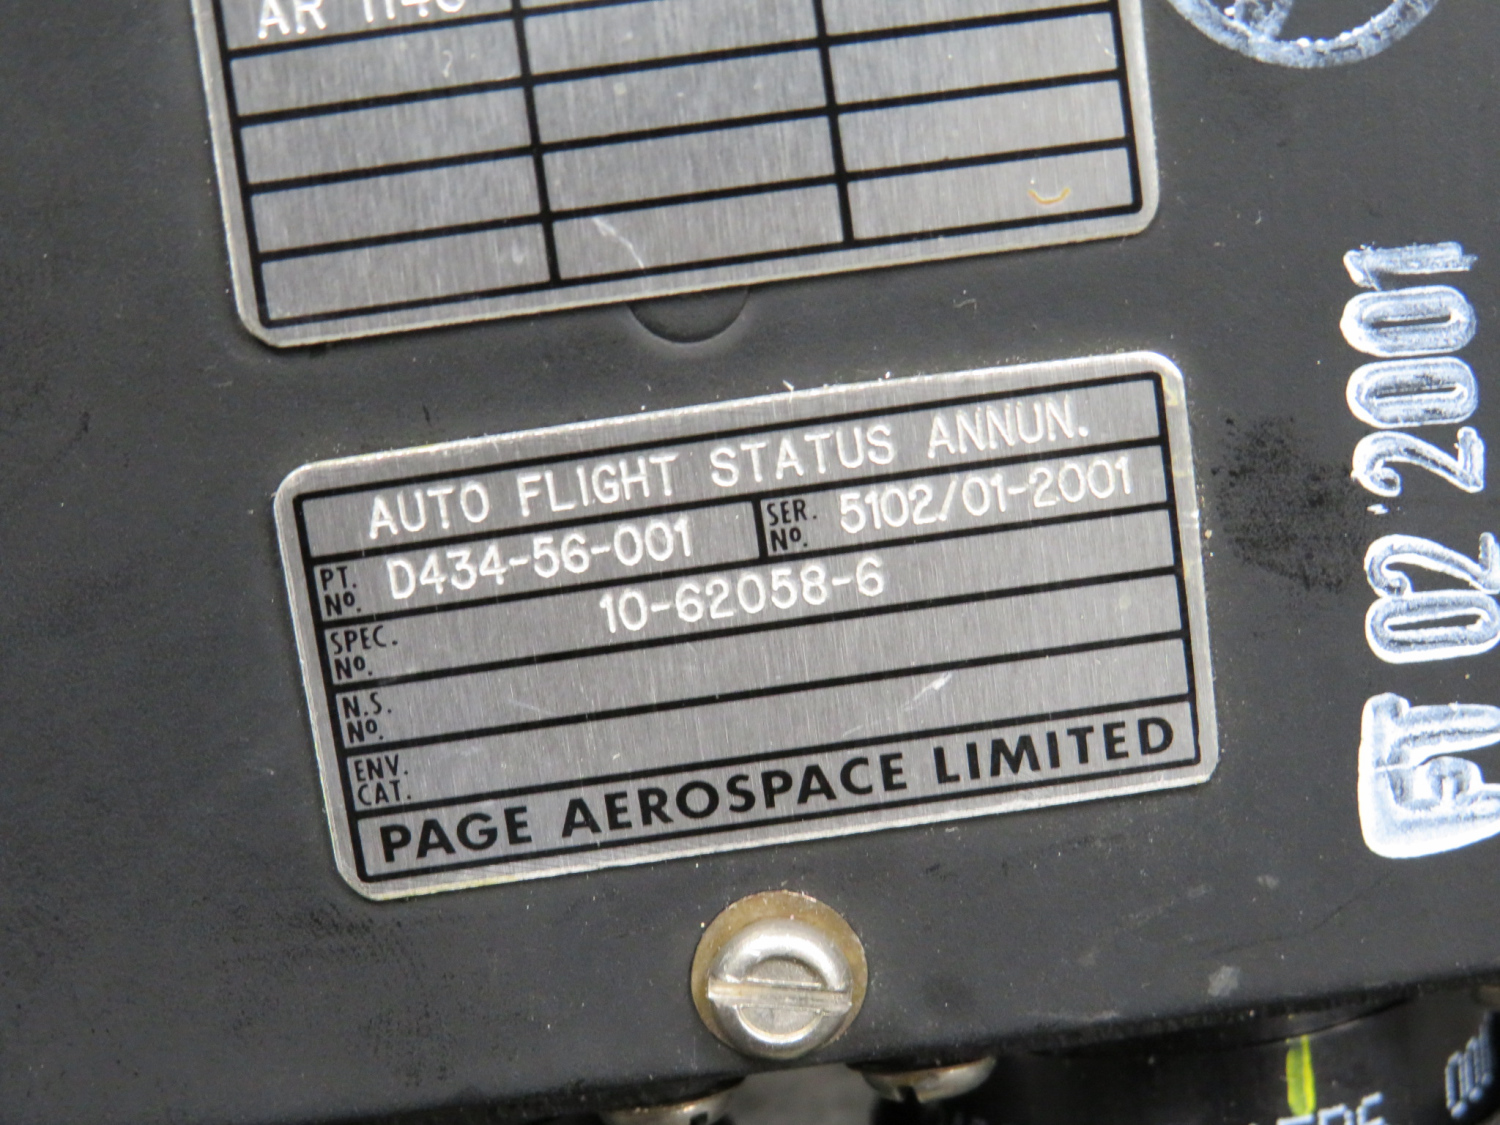 AUTO FLIGHT STATUS ANNUN.
PT. NO. D434-56-001 SER. NO. 5102/01-2001
SPEC. NO. 10-62058-6
N.S. NO.
ENV. CAT.
PAGE AEROSPACE LIMITED
FT 02 2001